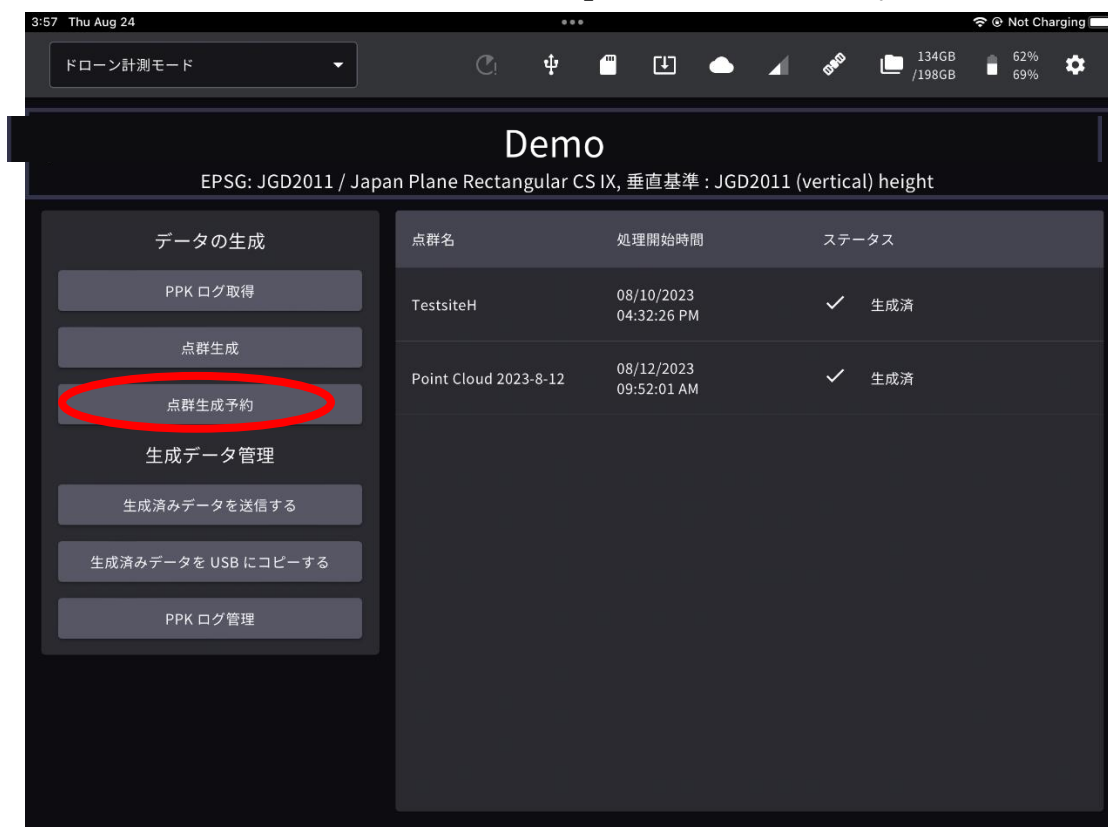 3:57 Thu Aug 24
Not Charging
ドローン計測モード
134GB
/198GB
62%
69%
Demo
EPSG: JGD2011 / Japan Plane Rectangular CS IX, 垂直基準 : JGD2011 (vertical) height
データの生成
PPK ログ取得
点群生成
点群生成予約
生成データ管理
生成済みデータを送信する
生成済みデータを USB にコピーする
PPK ログ管理
点群名 処理開始時間 ステータス
TestsiteH 08/10/2023 生成済
04:32:26 PM
Point Cloud 2023-8-12 08/12/2023 生成済
09:52:01 AM